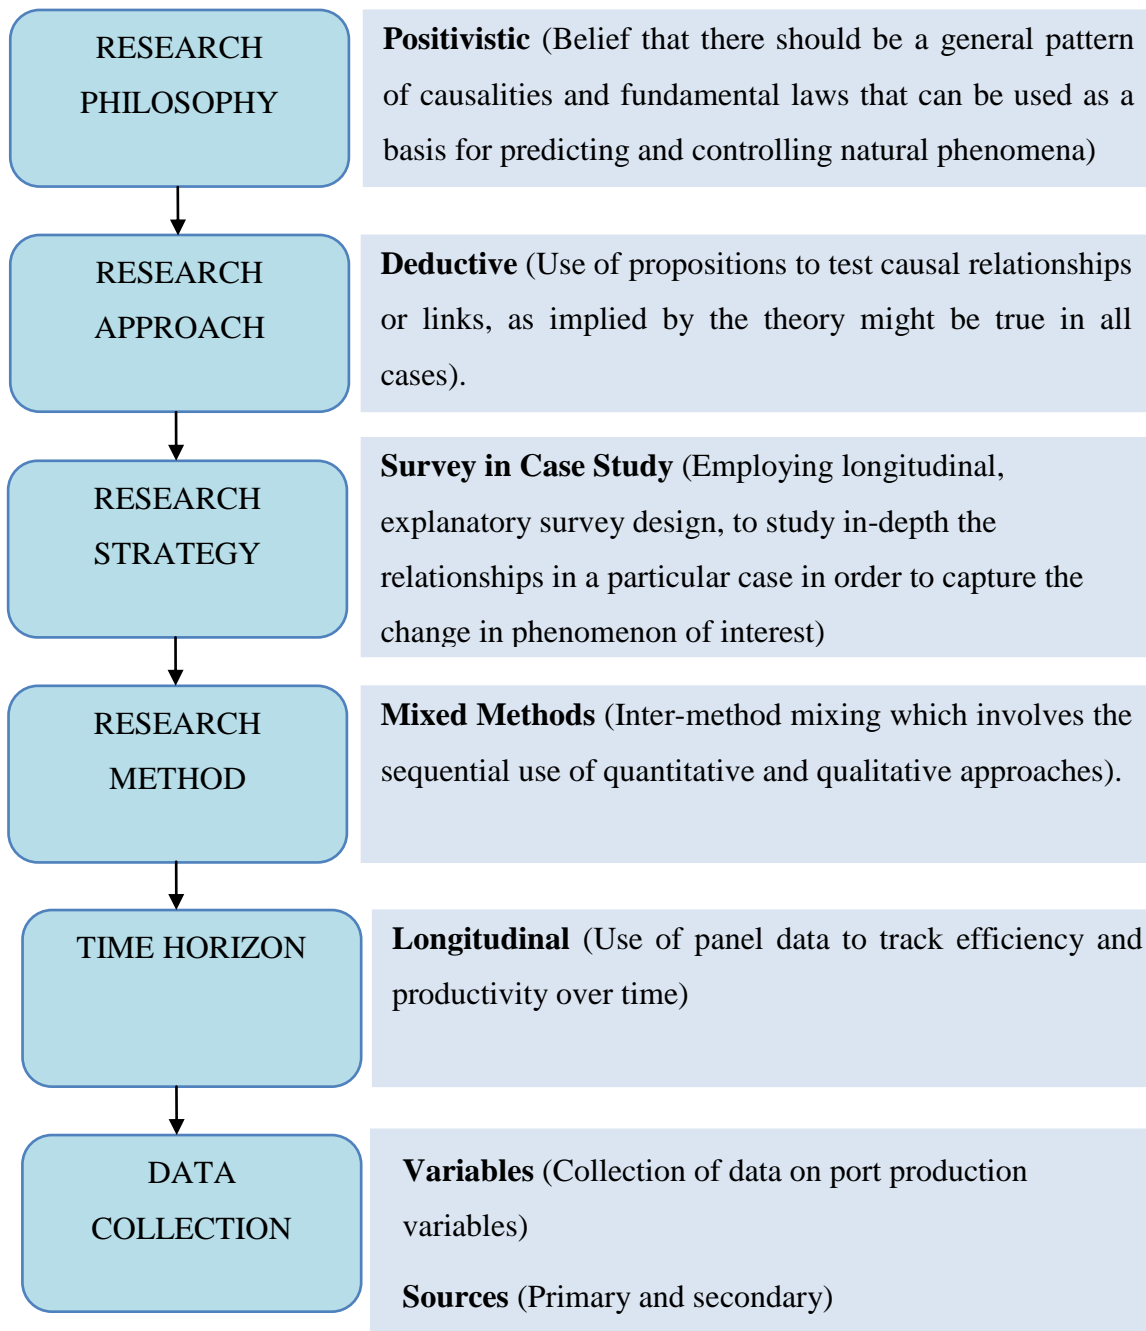 RESEARCH
PHILOSOPHY
Positivistic (Belief that there should be a general pattern
of causalities and fundamental laws that can be used as a
basis for predicting and controlling natural phenomena)
RESEARCH
APPROACH
Deductive (Use of propositions to test causal relationships
or links, as implied by the theory might be true in all
cases).
RESEARCH
STRATEGY
Survey in Case Study (Employing longitudinal,
explanatory survey design, to study in-depth the
relationships in a particular case in order to capture the
change in phenomenon of interest)
RESEARCH
METHOD
Mixed Methods (Inter-method mixing which involves the
sequential use of quantitative and qualitative approaches).
TIME HORIZON
Longitudinal (Use of panel data to track efficiency and
productivity over time)
DATA
COLLECTION
Variables (Collection of data on port production
variables)
Sources (Primary and secondary)